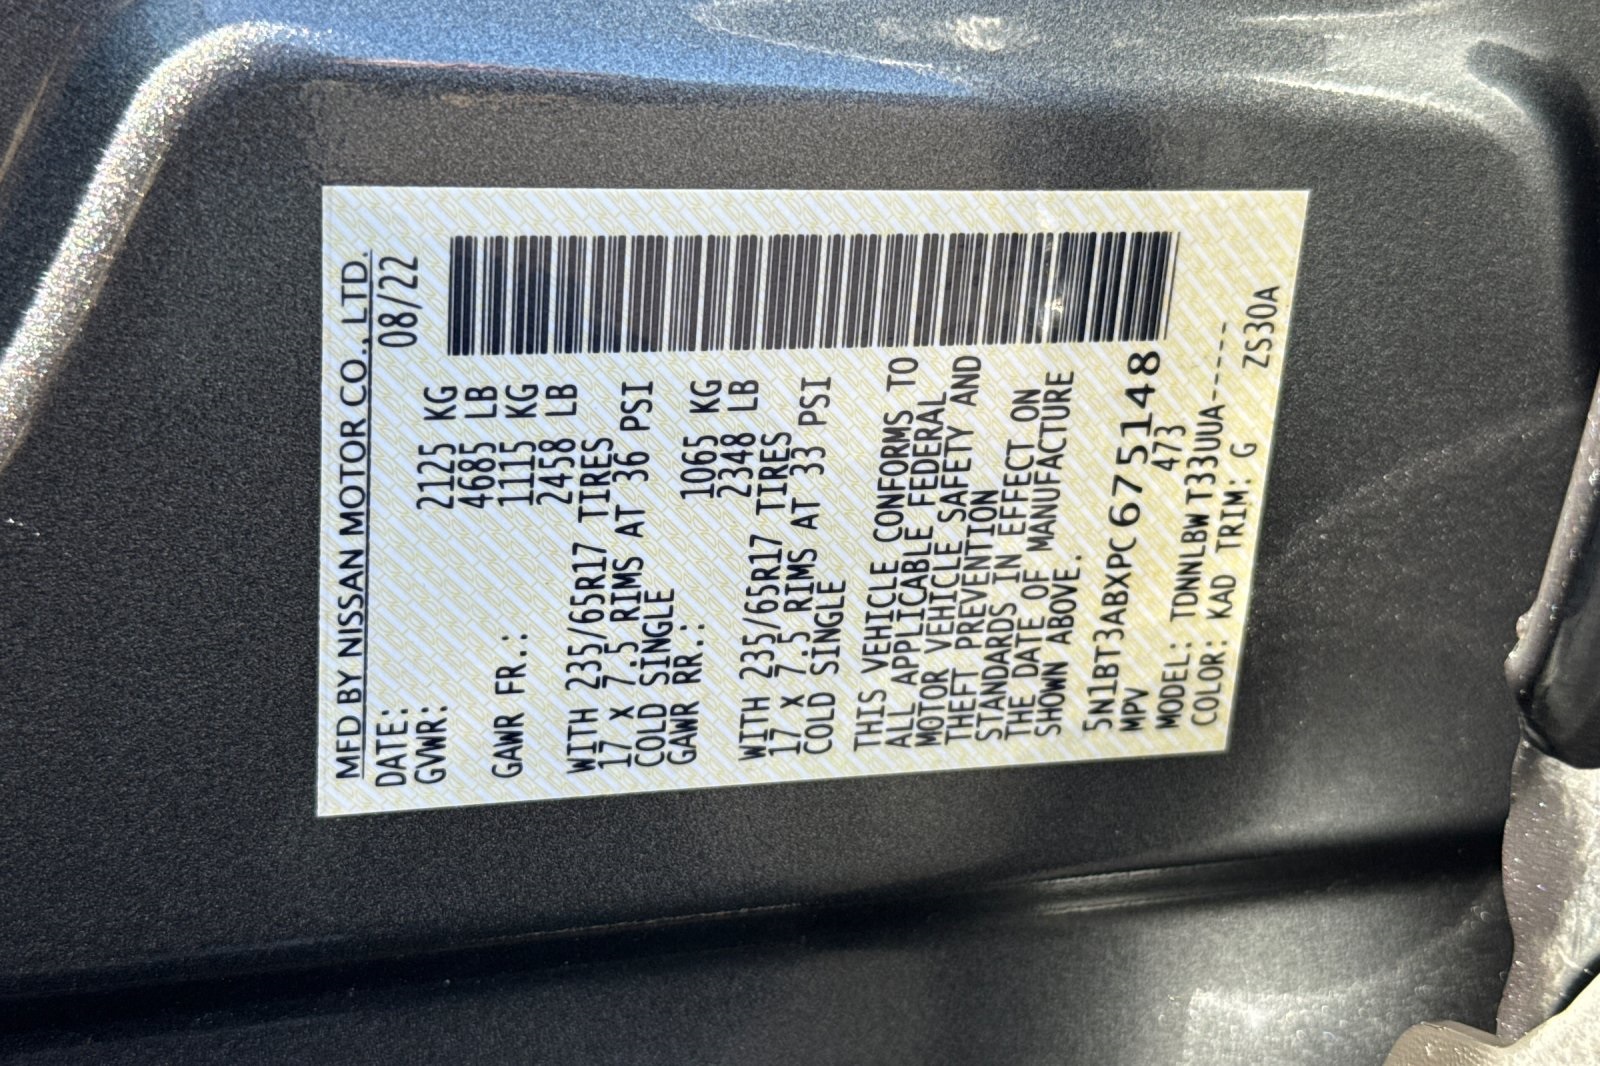 MFD BY NISSAN MOTOR CO., LTD.
DATE: 08/22
GVWR: 2125 KG
4685 LB
GAWR FR.: 1115 KG
2458 LB
WITH 235/65R17 TIRES
17 X 7.5 RIMS AT 36 PSI
COLD SINGLE
GAWR RR.: 1065 KG
2348 LB
WITH 235/65R17 TIRES
17 X 7.5 RIMS AT 33 PSI
COLD SINGLE
THIS VEHICLE CONFORMS TO
ALL APPLICABLE FEDERAL
MOTOR VEHICLE SAFETY AND
THEFT PREVENTION
STANDARDS IN EFFECT ON
THE DATE OF MANUFACTURE
SHOWN ABOVE.
5N1BT3ABXPC675148
MPV 473
MODEL: TDNNLBW T33UUA-----
COLOR: KAD TRIM: G ZS30A